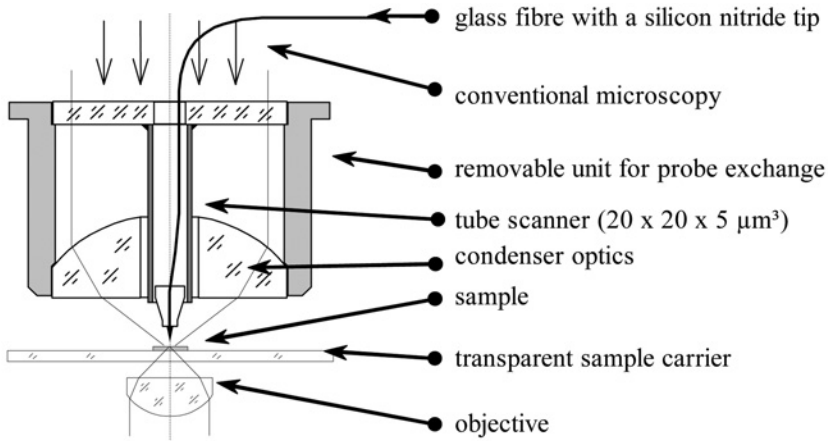 glass fibre with a silicon nitride tip
conventional microscopy
removable unit for probe exchange
tube scanner (20 x 20 x 5 µm³)
condenser optics
sample
transparent sample carrier
objective